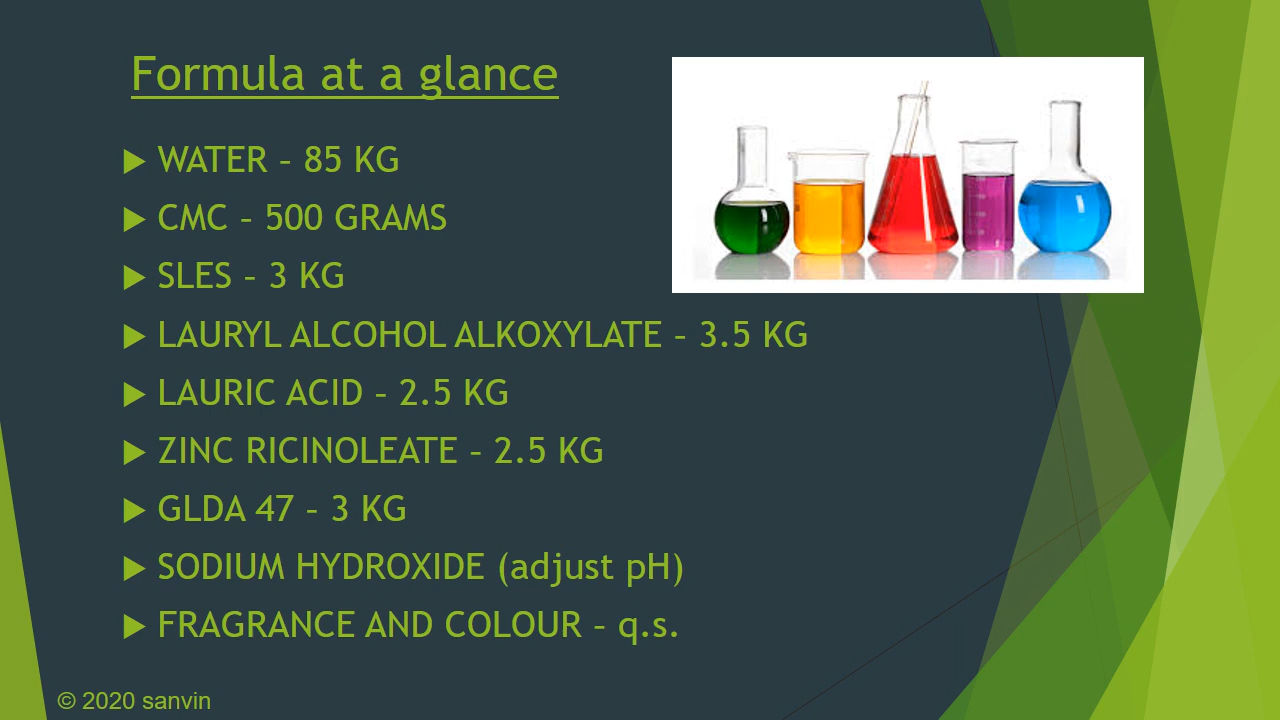 Formula at a glance
WATER – 85 KG
CMC – 500 GRAMS
SLES – 3 KG
LAURYL ALCOHOL ALKOXYLATE – 3.5 KG
LAURIC ACID – 2.5 KG
ZINC RICINOLEATE – 2.5 KG
GLDA 47 – 3 KG
SODIUM HYDROXIDE (adjust pH)
FRAGRANCE AND COLOUR – q.s.
© 2020 sanvin